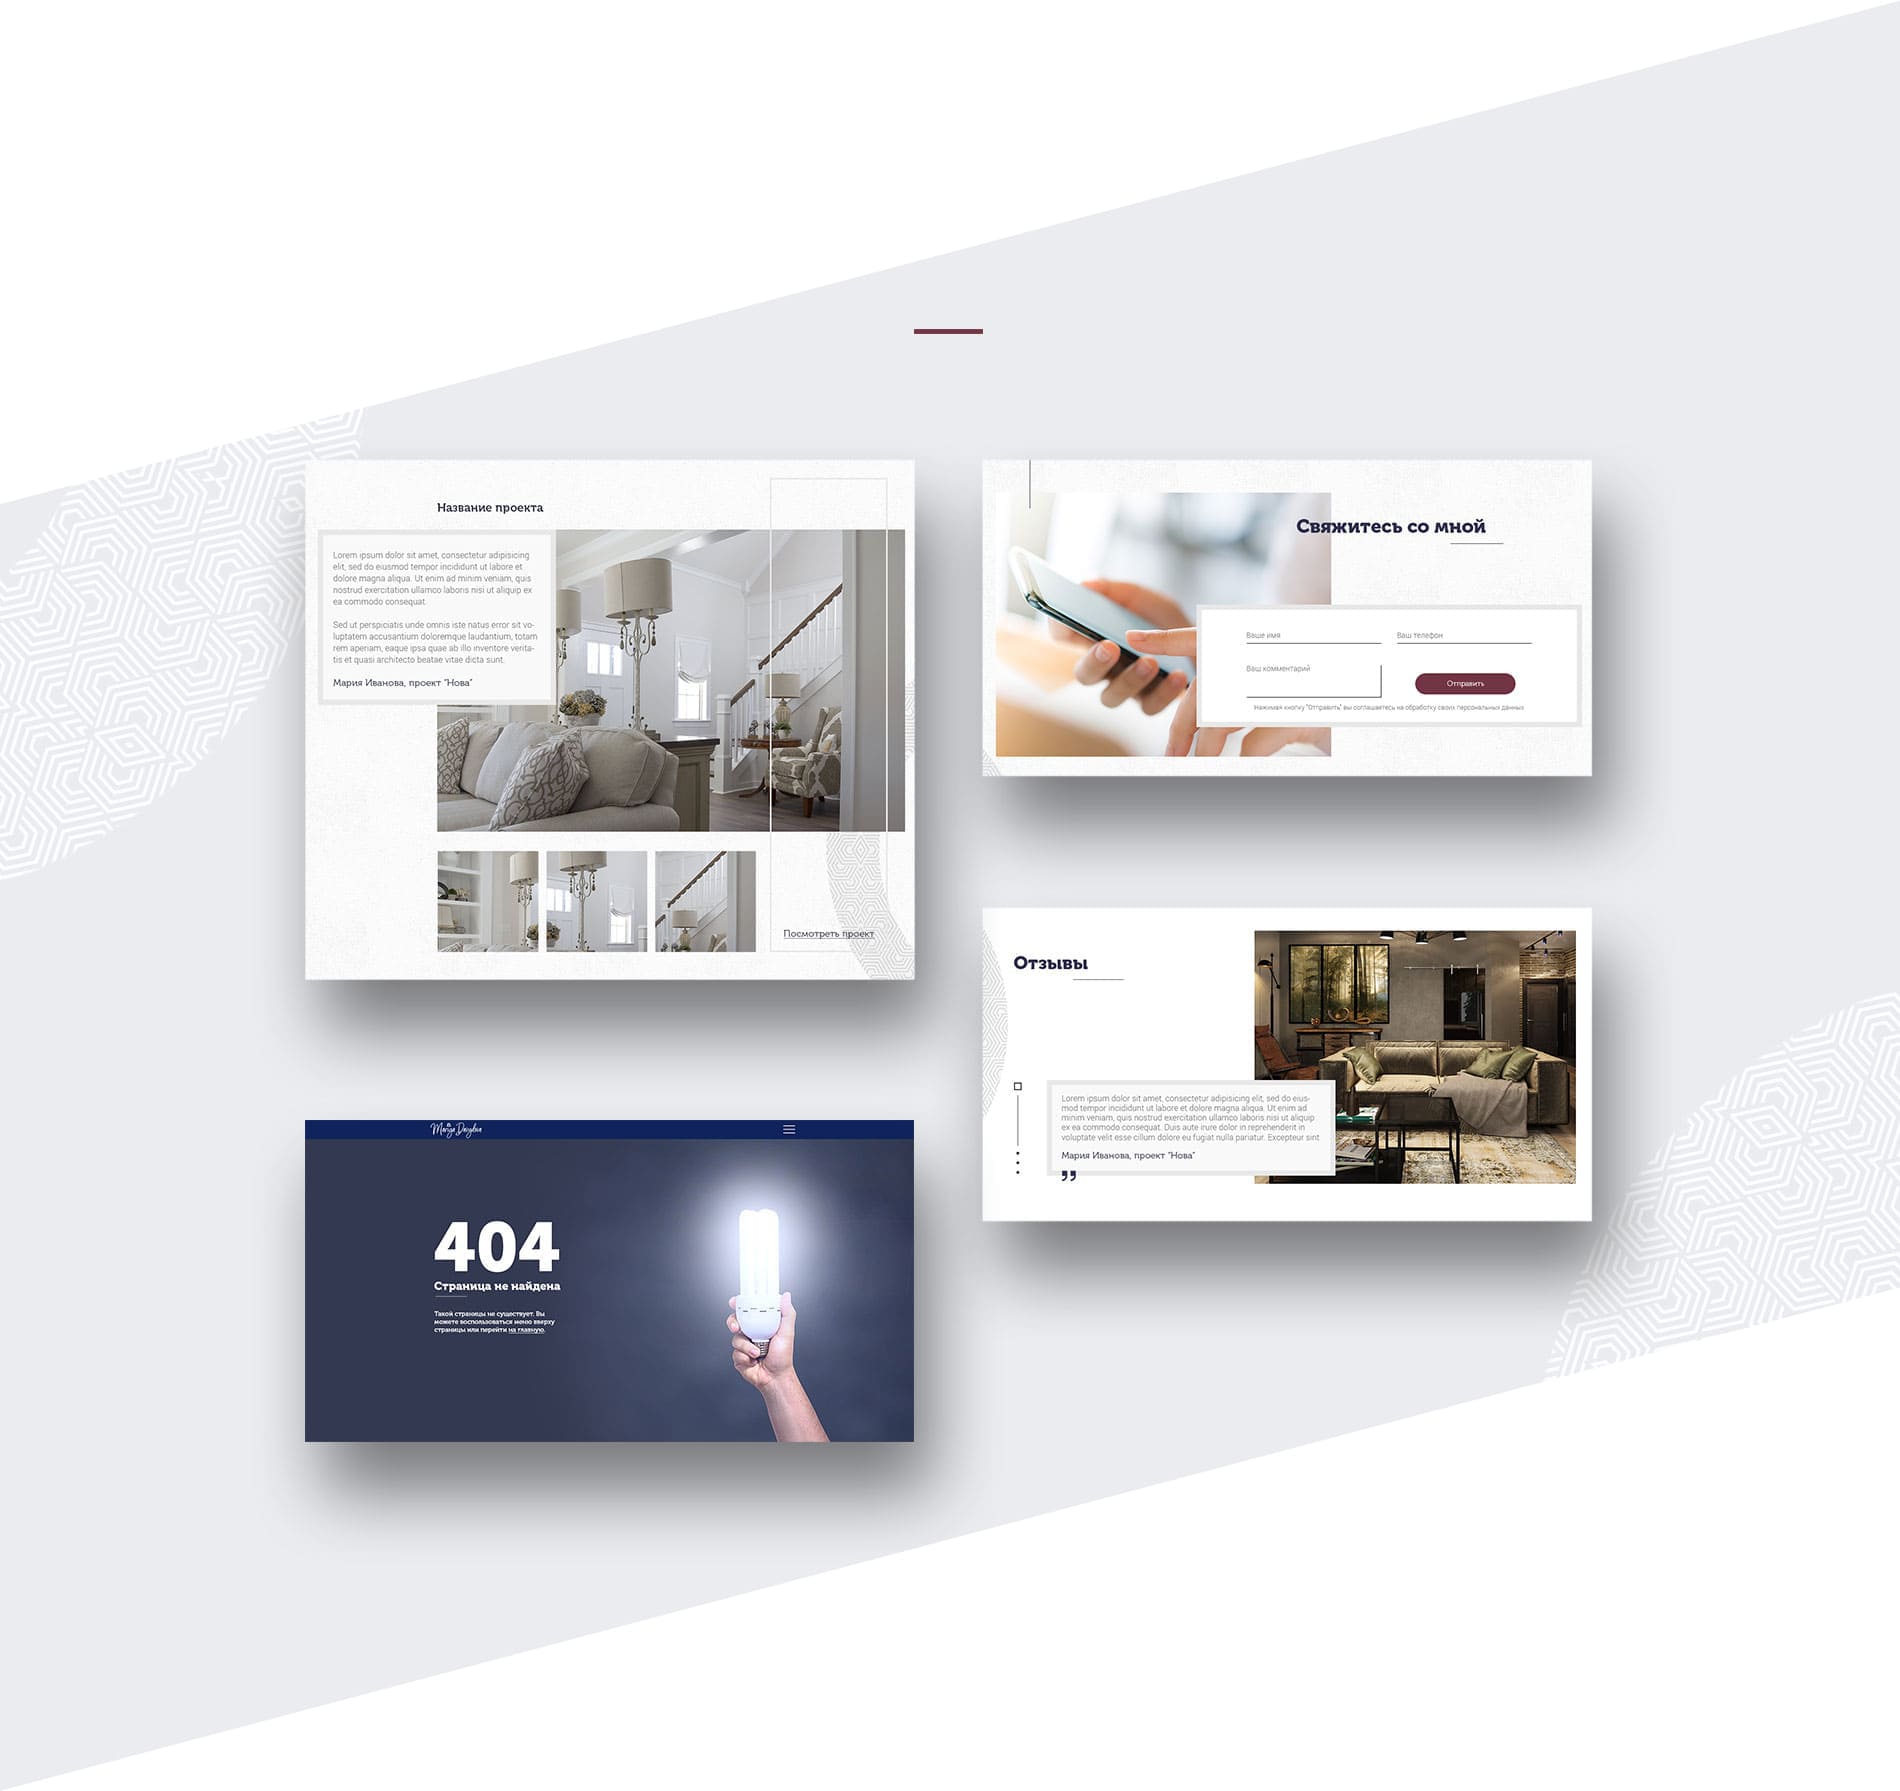 Название проекта
Lorem ipsum dolor sit amet, consectetur adipisicing
elit, sed do eiusmod tempor incididunt ut labore et
dolore magna aliqua. Ut enim ad minim veniam, quis
nostrud exercitation ullamco laboris nisi ut aliquip ex
ea commodo consequat.
Sed ut perspiciatis unde omnis iste natus error sit vo-
luptatem accusantium doloremque laudantium, totam
rem aperiam, eaque ipsa quae ab illo inventore verita-
tis et quasi architecto beatae vitae dicta sunt.
Мария Иванова, проект "Нова"
Посмотреть проект
Свяжитесь со мной
Ваше имя
Ваш телефон
Ваш комментарий
Отправить
Нажимая кнопку "Отправить" вы соглашаетесь на обработку своих персональных данных
Отзывы
Lorem ipsum dolor sit amet, consectetur adipisicing elit, sed do eius-
mod tempor incididunt ut labore et dolore magna aliqua. Ut enim ad
minim veniam, quis nostrud exercitation ullamco laboris nisi ut aliquip
ex ea commodo consequat. Duis aute irure dolor in reprehenderit in
voluptate velit esse cillum dolore eu fugiat nulla pariatur. Excepteur sint
Мария Иванова, проект "Нова"
”
404
Страница не найдена
Такой страницы не существует. Вы
можете воспользоваться меню вверху
страницы или перейти на главную.